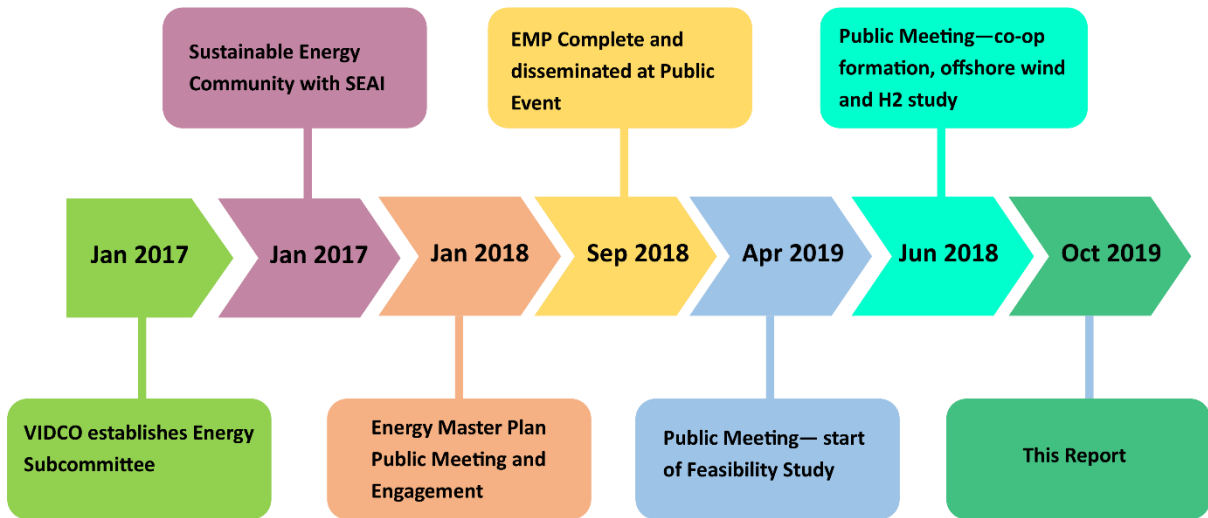 Sustainable Energy
Community with SEAI
EMP Complete and
disseminated at Public
Event
Public Meeting—co-op
formation, offshore wind
and H2 study
Jan 2017
Jan 2017
Jan 2018
Sep 2018
Apr 2019
Jun 2018
Oct 2019
VIDCO establishes Energy
Subcommittee
Energy Master Plan
Public Meeting and
Engagement
Public Meeting— start
of Feasibility Study
This Report